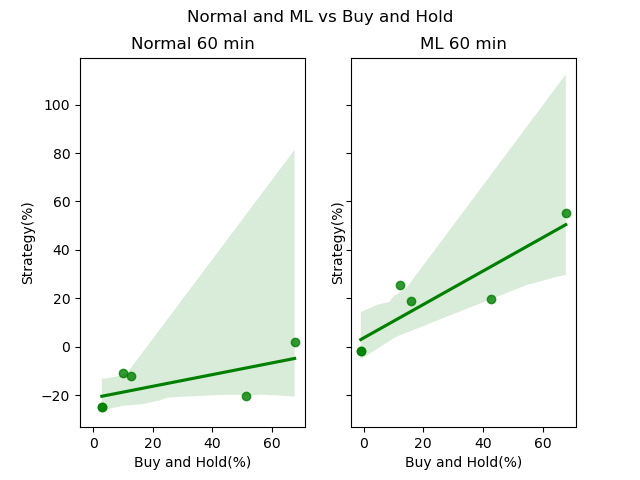 Normal and ML vs Buy and Hold
Normal 60 min
ML 60 min
100
80
60
40
20
0
−20
Strategy(%)
Strategy(%)
0 20 40 60
0 20 40 60
Buy and Hold(%)
Buy and Hold(%)